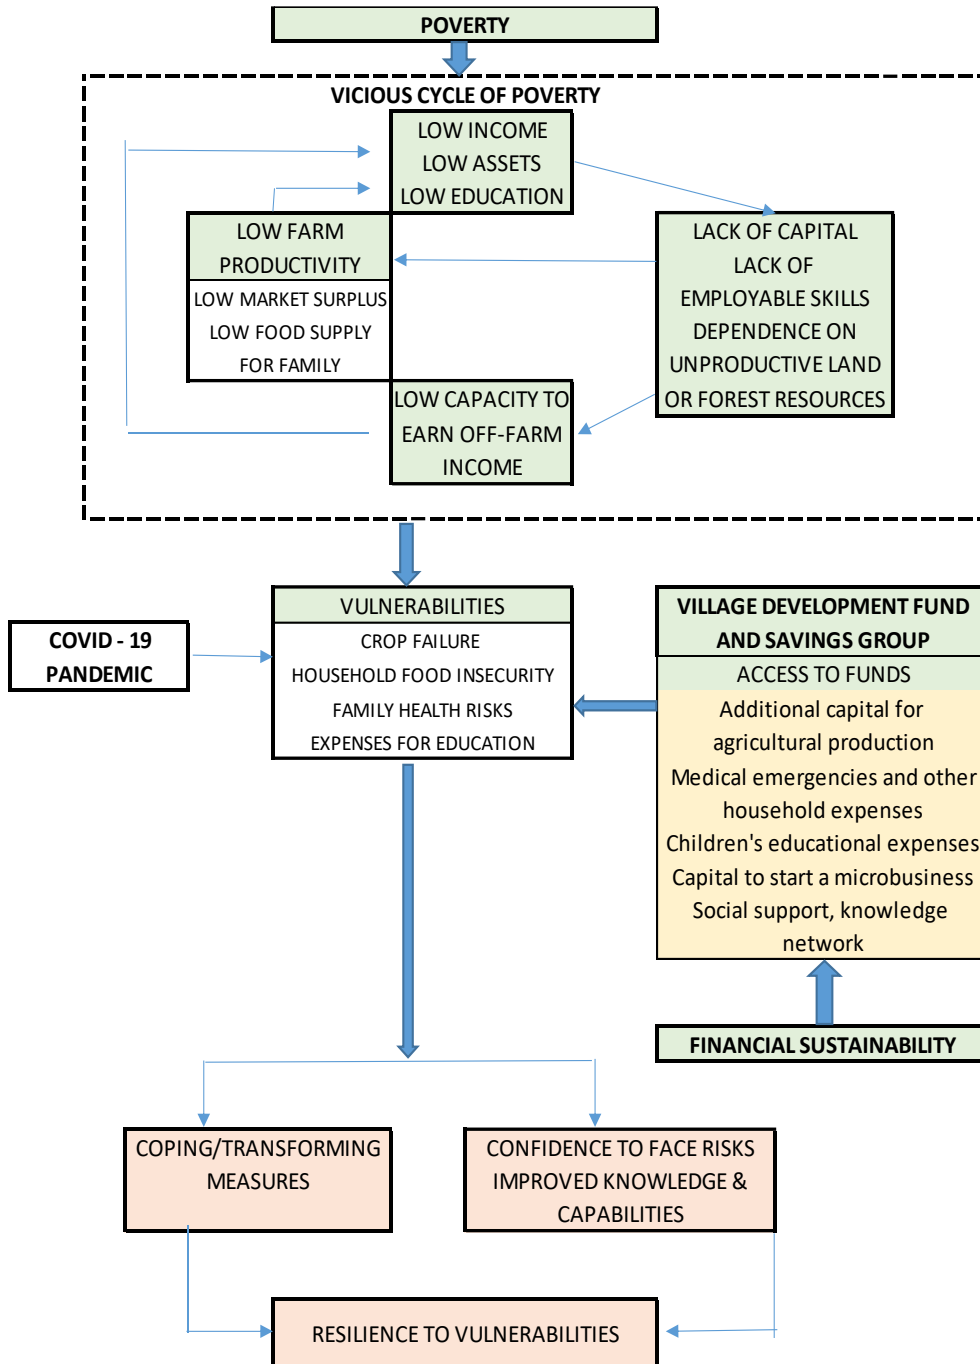 POVERTY
VICIOUS CYCLE OF POVERTY
LOW INCOME
LOW ASSETS
LOW EDUCATION
LOW FARM
PRODUCTIVITY
LOW MARKET SURPLUS
LOW FOOD SUPPLY
FOR FAMILY
LACK OF CAPITAL
LACK OF
EMPLOYABLE SKILLS
DEPENDENCE ON
UNPRODUCTIVE LAND
OR FOREST RESOURCES
LOW CAPACITY TO
EARN OFF-FARM
INCOME
COVID - 19
PANDEMIC
VULNERABILITIES
CROP FAILURE
HOUSEHOLD FOOD INSECURITY
FAMILY HEALTH RISKS
EXPENSES FOR EDUCATION
VILLAGE DEVELOPMENT FUND
AND SAVINGS GROUP
ACCESS TO FUNDS
Additional capital for
agricultural production
Medical emergencies and other
household expenses
Children's educational expenses
Capital to start a microbusiness
Social support, knowledge
network
FINANCIAL SUSTAINABILITY
COPING/TRANSFORMING
MEASURES
CONFIDENCE TO FACE RISKS
IMPROVED KNOWLEDGE &
CAPABILITIES
RESILIENCE TO VULNERABILITIES